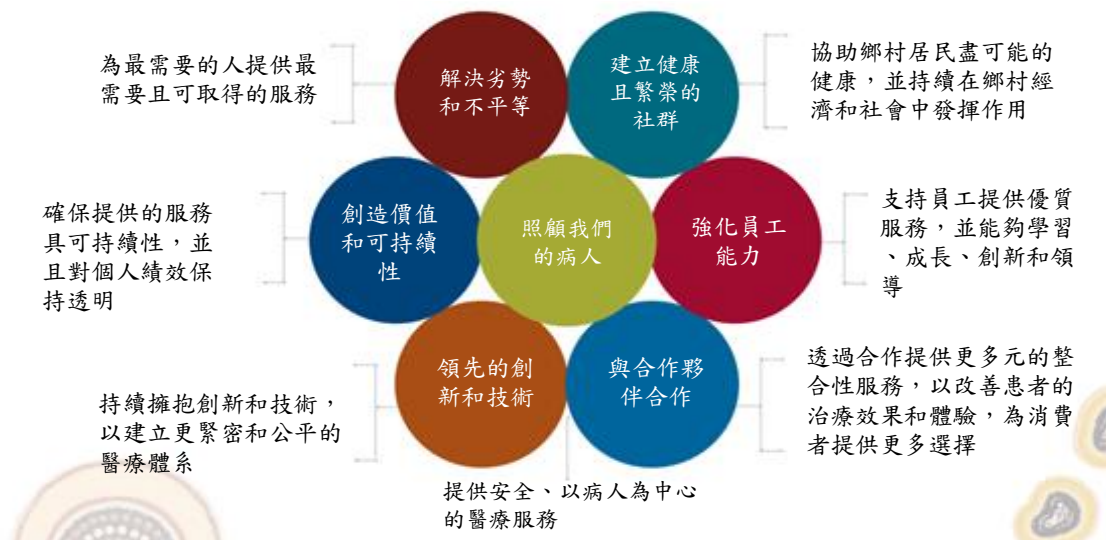 為最需要的人提供最
需要且可取得的服務
解決劣勢
和不平等
建立健康
且繁榮的
社群
協助鄉村居民盡可能的
健康，並持續在鄉村經
濟和社會中發揮作用
確保提供的服務
具可持續性，並
且對個人績效保
持透明
創造價值
和可持續
性
照顧我們
的病人
強化員工
能力
支持員工提供優質
服務，並能夠學習
、成長、創新和領
導
持續擁抱創新和技術，
以建立更緊密和公平的
醫療體系
領先的創
新和技術
與合作夥
伴合作
透過合作提供更多元的整
合性服務，以改善患者的
治療效果和體驗，為消費
者提供更多選擇
提供安全、以病人為中心
的醫療服務